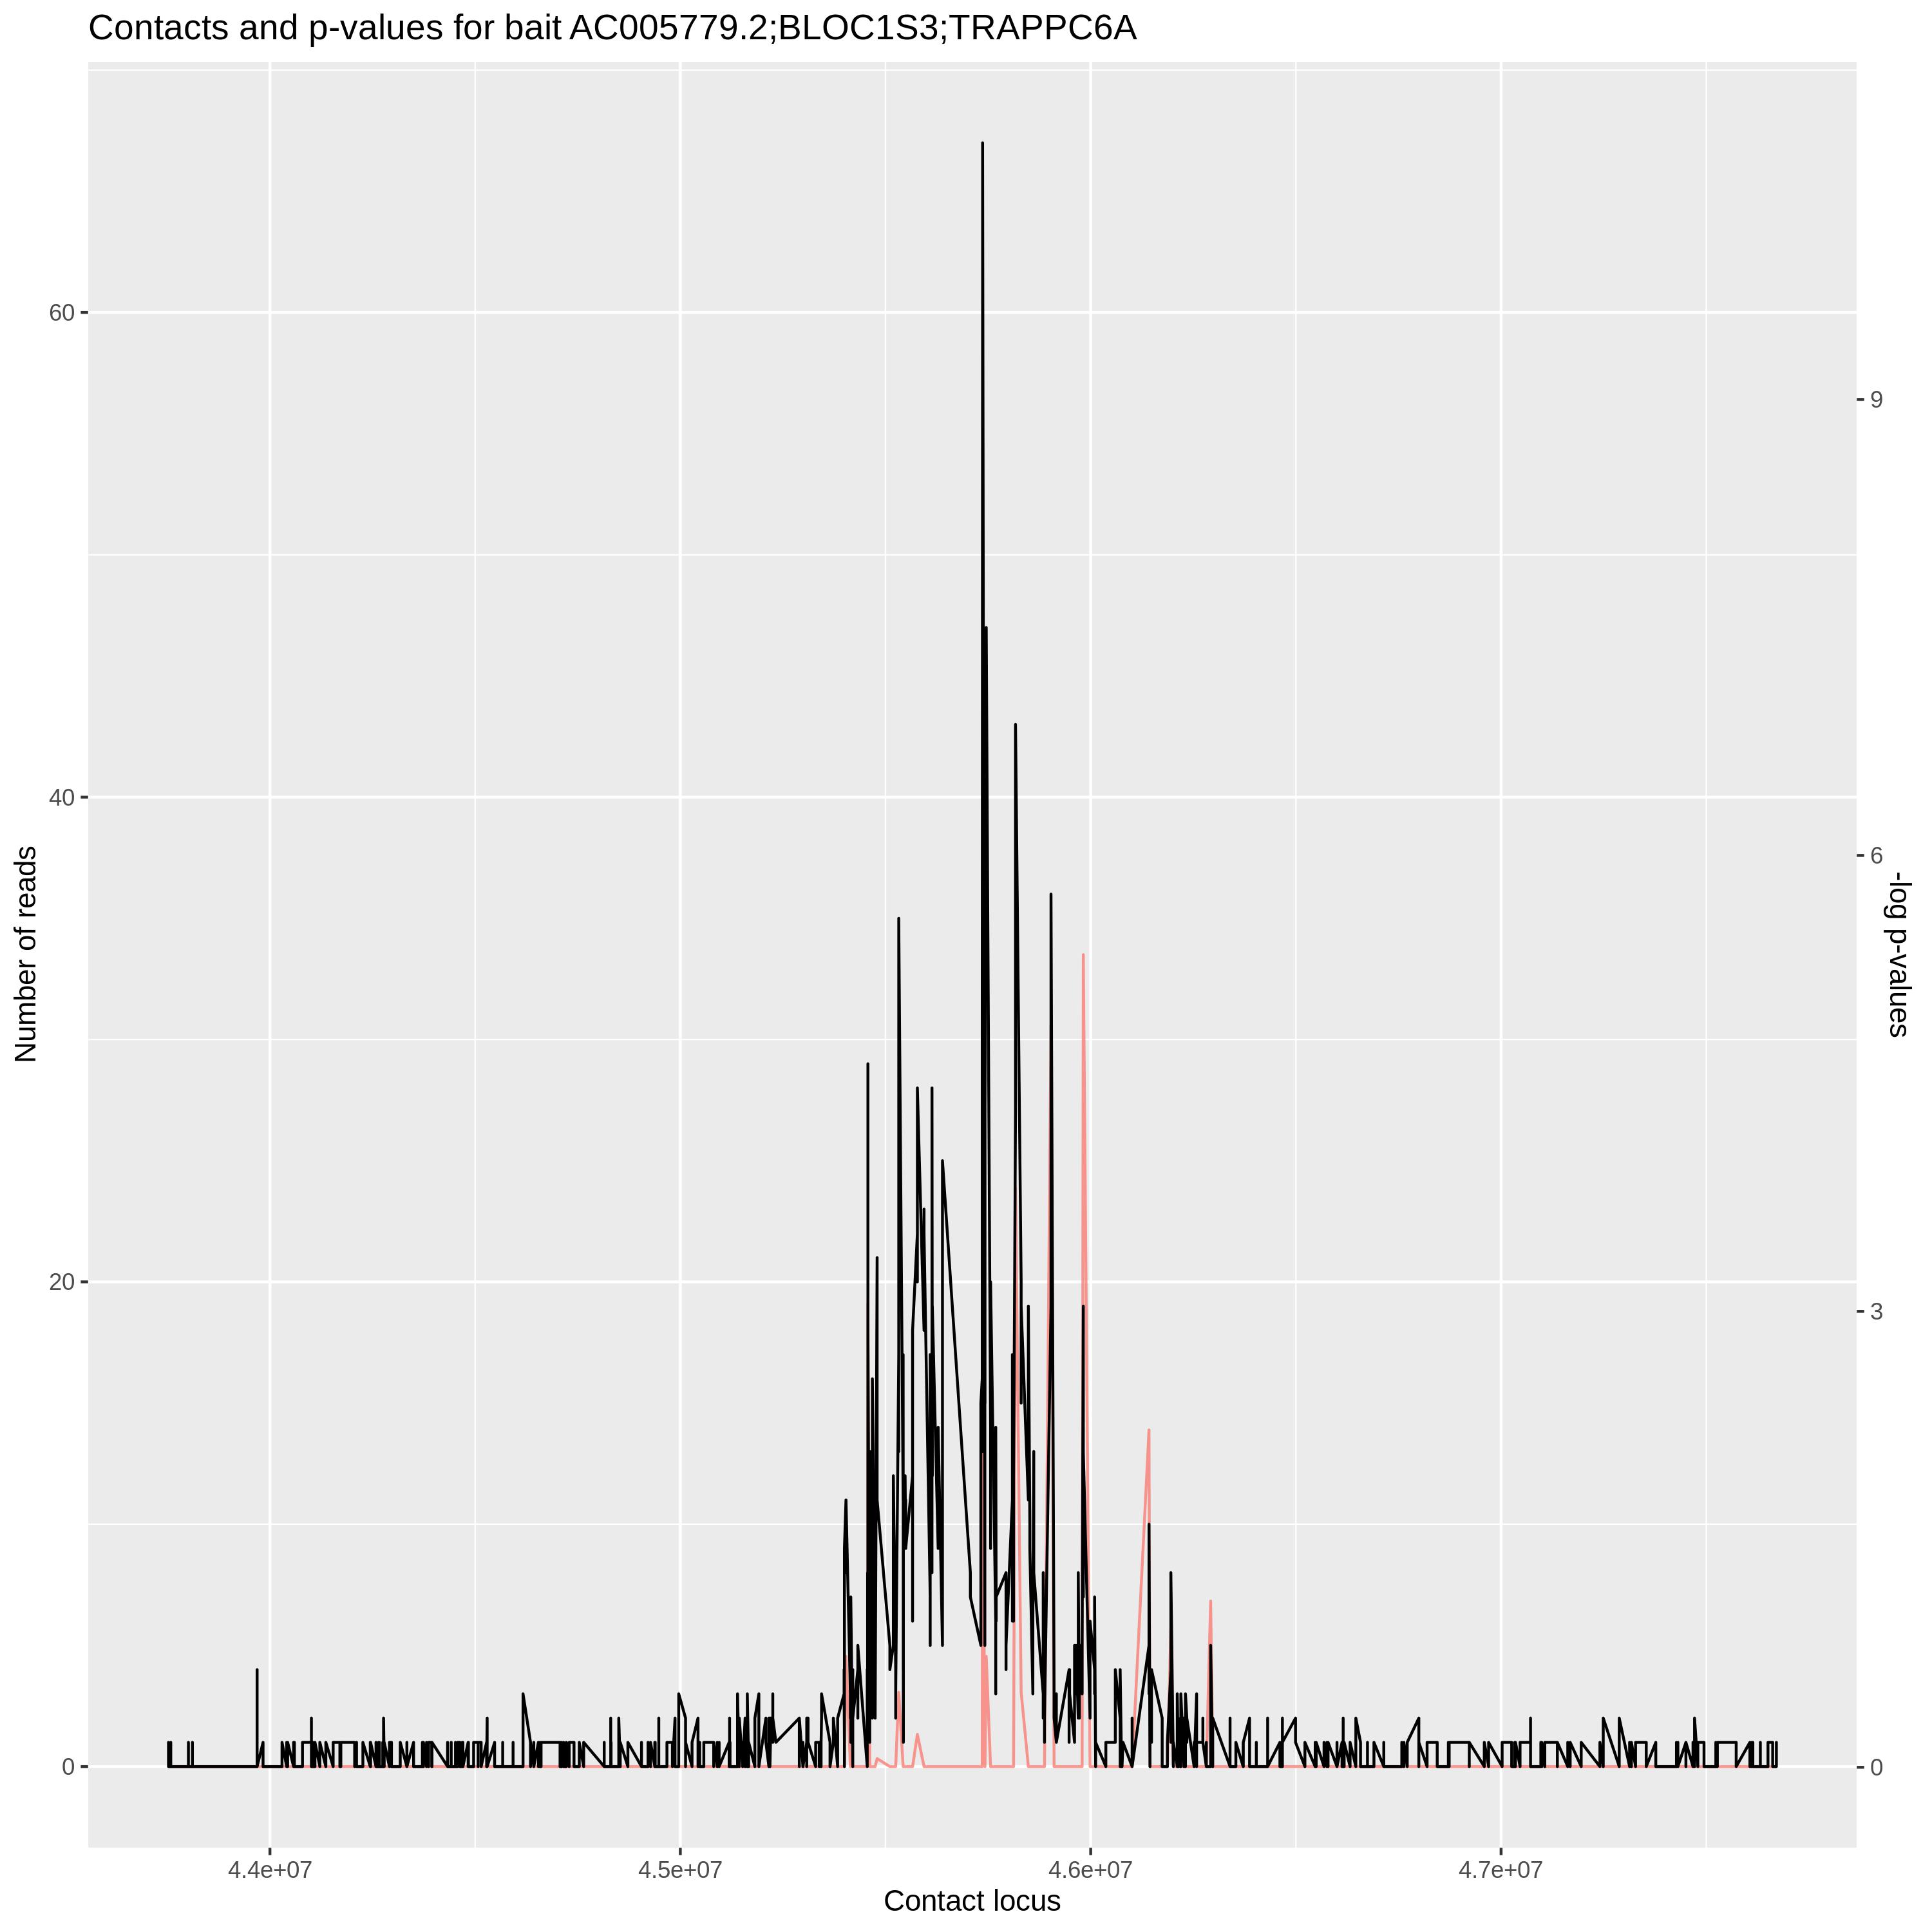 Contacts and p-values for bait AC005779.2;BLOC1S3;TRAPPC6A
60
40
20
0
Number of reads
9
6
3
0
-log p-values
4.4e+07
4.5e+07
4.6e+07
4.7e+07
Contact locus